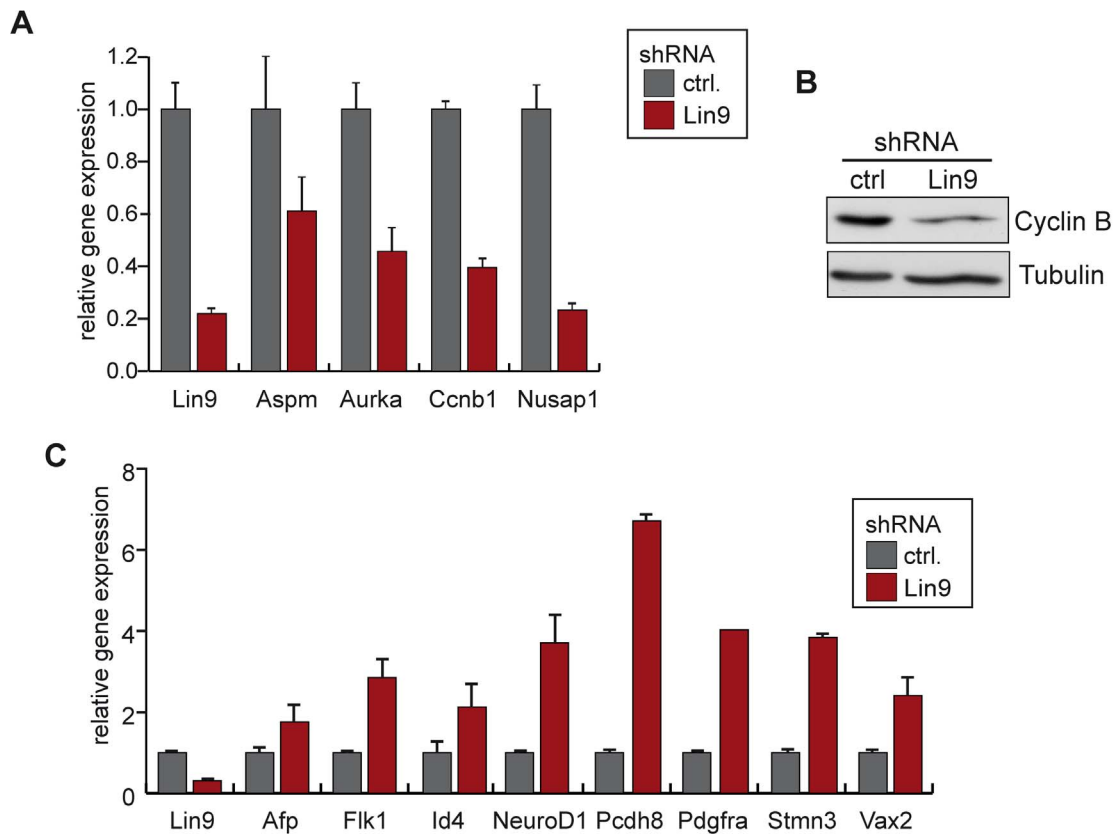 A
relative gene expression
1.2
1.0
0.8
0.6
0.4
0.2
0.0
Lin9 Aspm Aurka Ccnb1 Nusap1
shRNA
ctrl.
Lin9
B
shRNA
ctrl Lin9
Cyclin B
Tubulin
C
relative gene expression
8
6
4
2
0
Lin9 Afp Flk1 Id4 NeuroD1 Pcdh8 Pdgfra Stmn3 Vax2
shRNA
ctrl.
Lin9